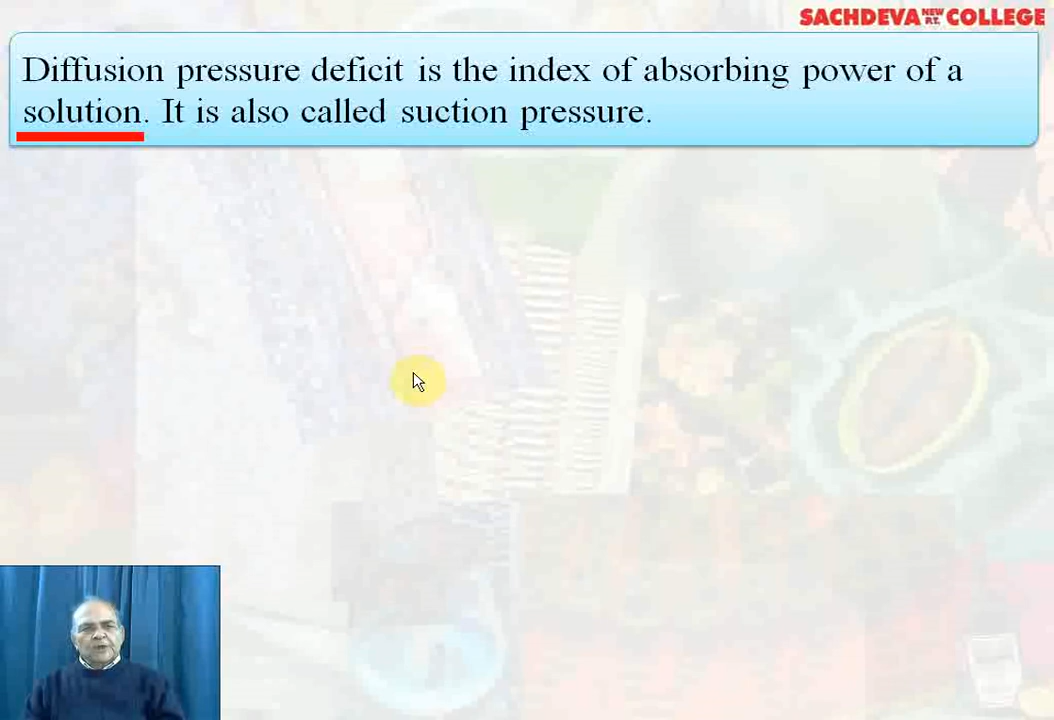 SACHDEVA NEW P.T. COLLEGE
Diffusion pressure deficit is the index of absorbing power of a
solution. It is also called suction pressure.